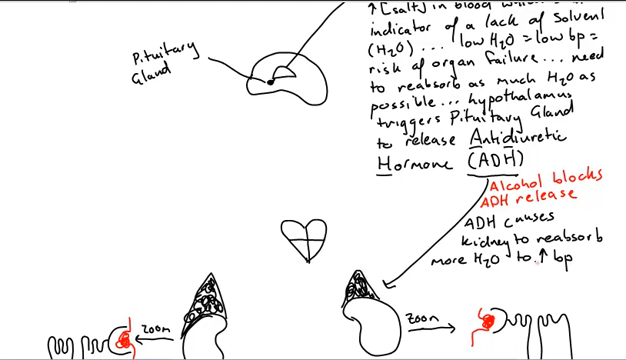 ↑[salt] in blood
indicator of a lack of Solvent
(H₂O)... low H₂O = low bp =
risk of organ failure... need
to reabsorb as much H₂O as
possible... hypothalamus
triggers Pituitary Gland
to release Antidiuretic
Hormone (ADH)
Pituitary
Gland
Alcohol blocks
ADH release
ADH causes
kidney to reabsorb
more H₂O to ↑ bp
Zoom
Zoom